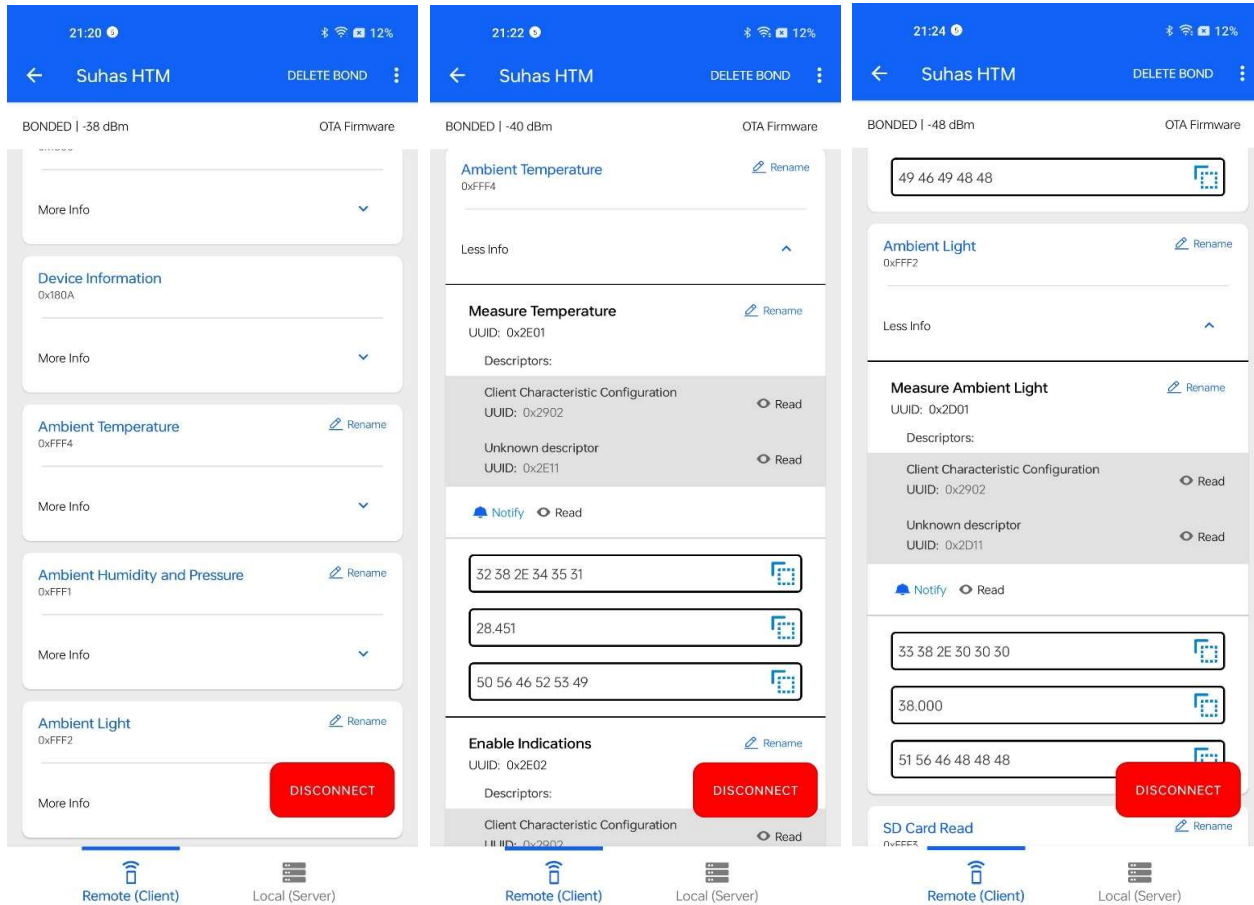 21:20
12%
Suhas HTM
DELETE BOND
BONDED | -38 dBm
OTA Firmware
More Info
Device Information
0x180A
More Info
Ambient Temperature
Rename
0xFFF4
More Info
Ambient Humidity and Pressure
Rename
0xFFF1
More Info
Ambient Light
Rename
0xFFF2
More Info
DISCONNECT
Remote (Client)
Local (Server)
21:22
12%
Suhas HTM
DELETE BOND
BONDED | -40 dBm
OTA Firmware
Ambient Temperature
Rename
0xFFF4
Less Info
Measure Temperature
Rename
UUID: 0x2E01
Descriptors:
Client Characteristic Configuration
UUID: 0x2902
Read
Unknown descriptor
UUID: 0x2E11
Read
Notify Read
32 38 2E 34 35 31
28.451
50 56 46 52 53 49
Enable Indications
Rename
UUID: 0x2E02
Descriptors:
DISCONNECT
Client Characteristic Configuration
UUID: 0x2902
Read
Remote (Client)
Local (Server)
21:24
12%
Suhas HTM
DELETE BOND
BONDED | -48 dBm
OTA Firmware
49 46 49 48 48
Ambient Light
Rename
0xFFF2
Less Info
Measure Ambient Light
Rename
UUID: 0x2D01
Descriptors:
Client Characteristic Configuration
UUID: 0x2902
Read
Unknown descriptor
UUID: 0x2D11
Read
Notify Read
33 38 2E 30 30 30
38.000
51 56 46 48 48 48
DISCONNECT
SD Card Read
Rename
0xFFF3
Remote (Client)
Local (Server)